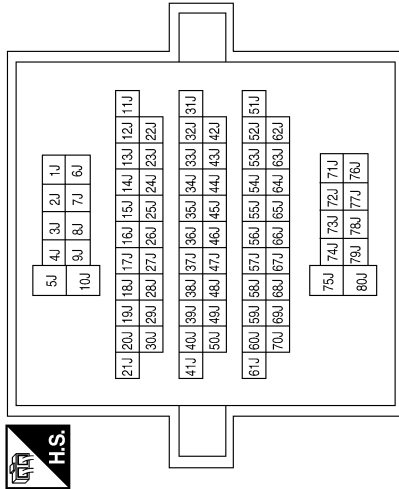 H.S.
5J 4J 3J 2J 1J
10J 9J 8J 7J 6J
21J 20J 19J 18J 17J 16J 15J 14J 13J 12J 11J
30J 29J 28J 27J 26J 25J 24J 23J 22J
41J 40J 39J 38J 37J 36J 35J 34J 33J 32J 31J
50J 49J 48J 47J 46J 45J 44J 43J 42J
61J 60J 59J 58J 57J 56J 55J 54J 53J 52J 51J
70J 69J 68J 67J 66J 65J 64J 63J 62J
75J 74J 73J 72J 71J
80J 79J 78J 77J 76J